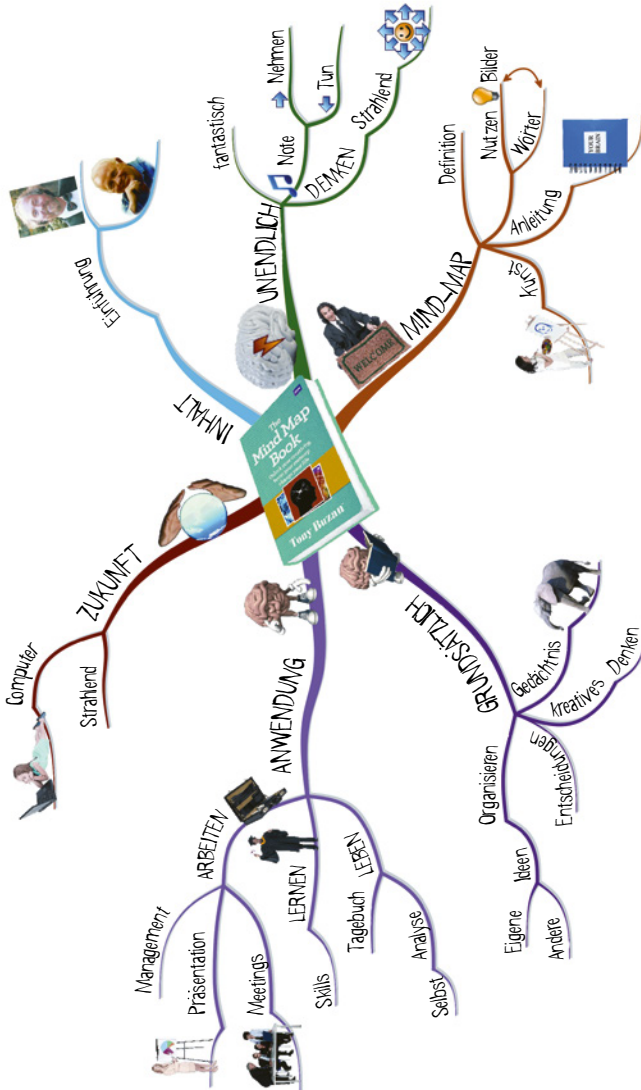 The
Mind Map
Book
Tony Buzan
INHALT
Einführung
UNENDLICH
fantastisch
Note
Nehmen
Tun
DENKEN
Strahlend
MIND-MAP
WELCOME
Definition
Nutzen
Bilder
Wörter
Anleitung
YOUR
BRAIN
Kunst
GRUNDSÄTZLICH
Gedächtnis
Kreatives Denken
Entscheidungen
Organisieren
Ideen
Eigene
Andere
ANWENDUNG
LEBEN
Tagebuch
Analyse
Selbst
LERNEN
Skills
ARBEITEN
Meetings
Präsentation
Management
ZUKUNFT
Strahlend
Computer